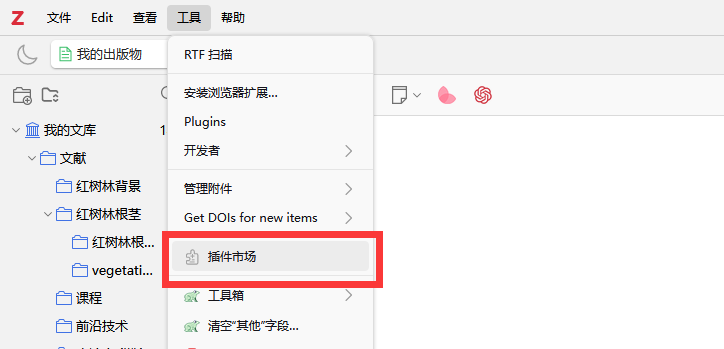 Z 文件 Edit 查看 工具 帮助
我的出版物
RTF 扫描
安装浏览器扩展...
Plugins
开发者
管理附件
Get DOIs for new items
插件市场
工具箱
清空“其他”字段...
我的文库 1
文献
红树林背景
红树林根茎
红树林根...
vegetati...
课程
前沿技术